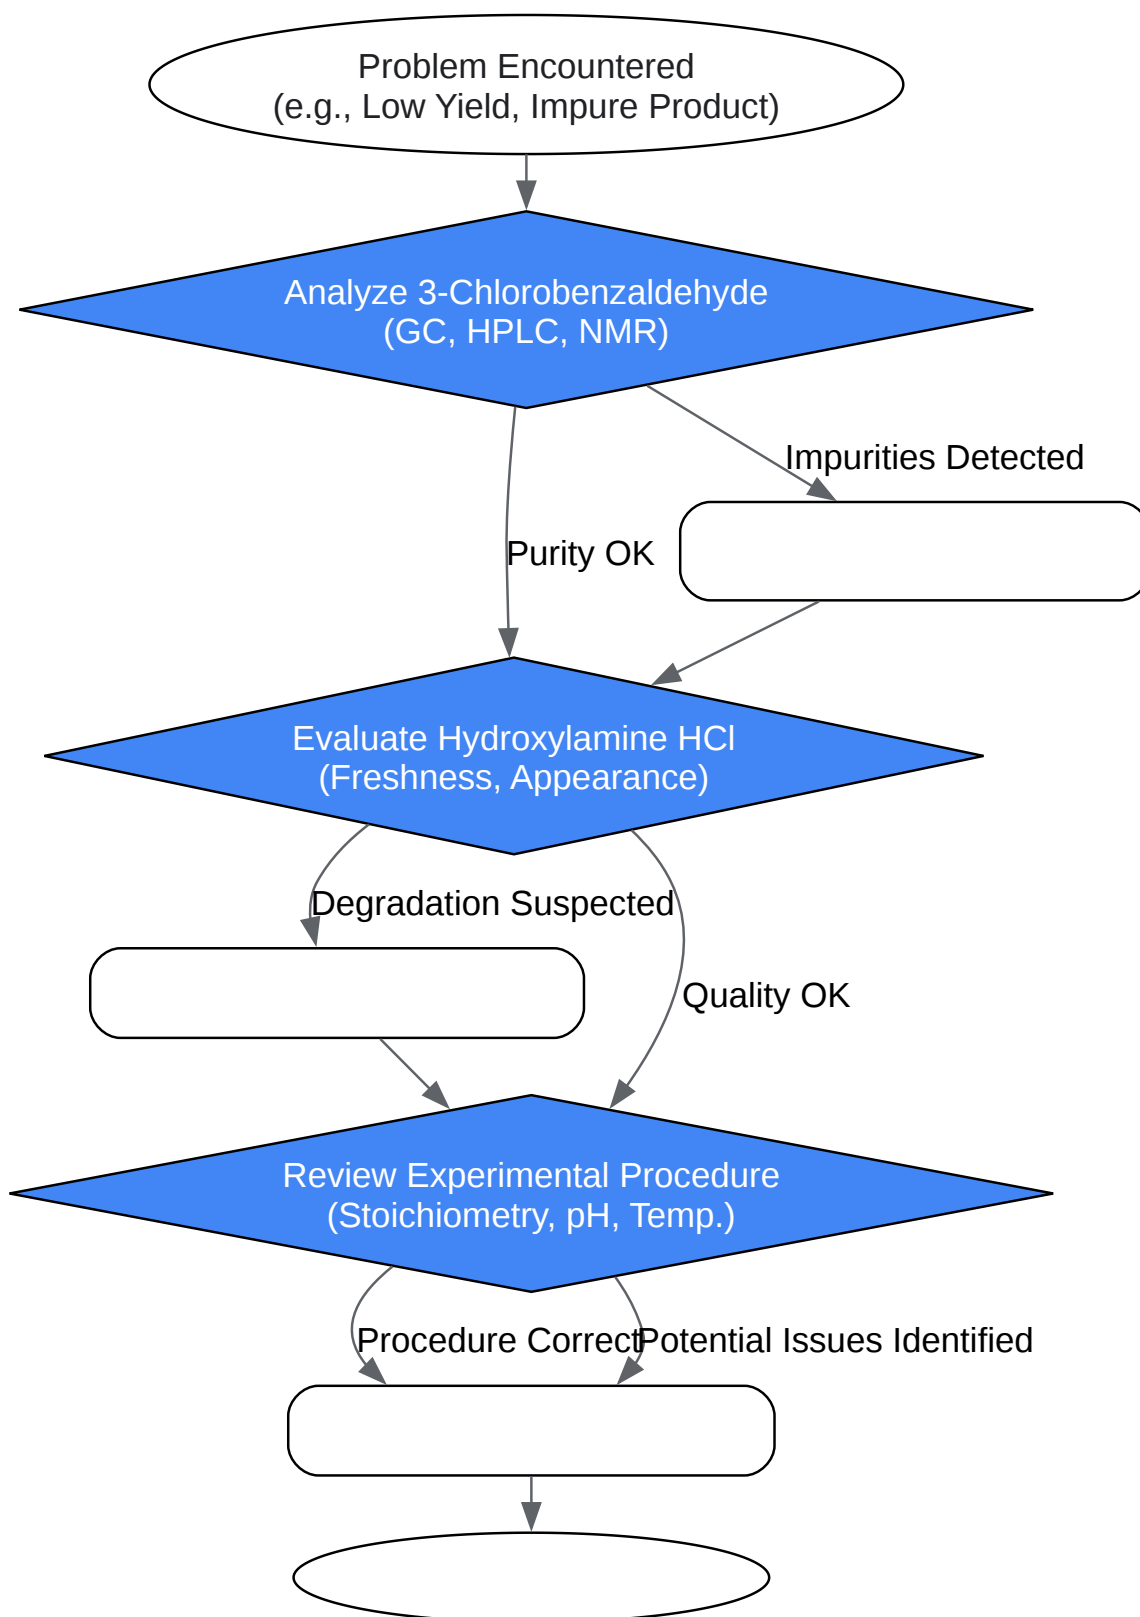 Problem Encountered
(e.g., Low Yield, Impure Product)
Analyze 3-Chlorobenzaldehyde
(GC, HPLC, NMR)
Impurities Detected
Purity OK
Evaluate Hydroxylamine HCl
(Freshness, Appearance)
Degradation Suspected
Quality OK
Review Experimental Procedure
(Stoichiometry, pH, Temp.)
Procedure Correct
Potential Issues Identified